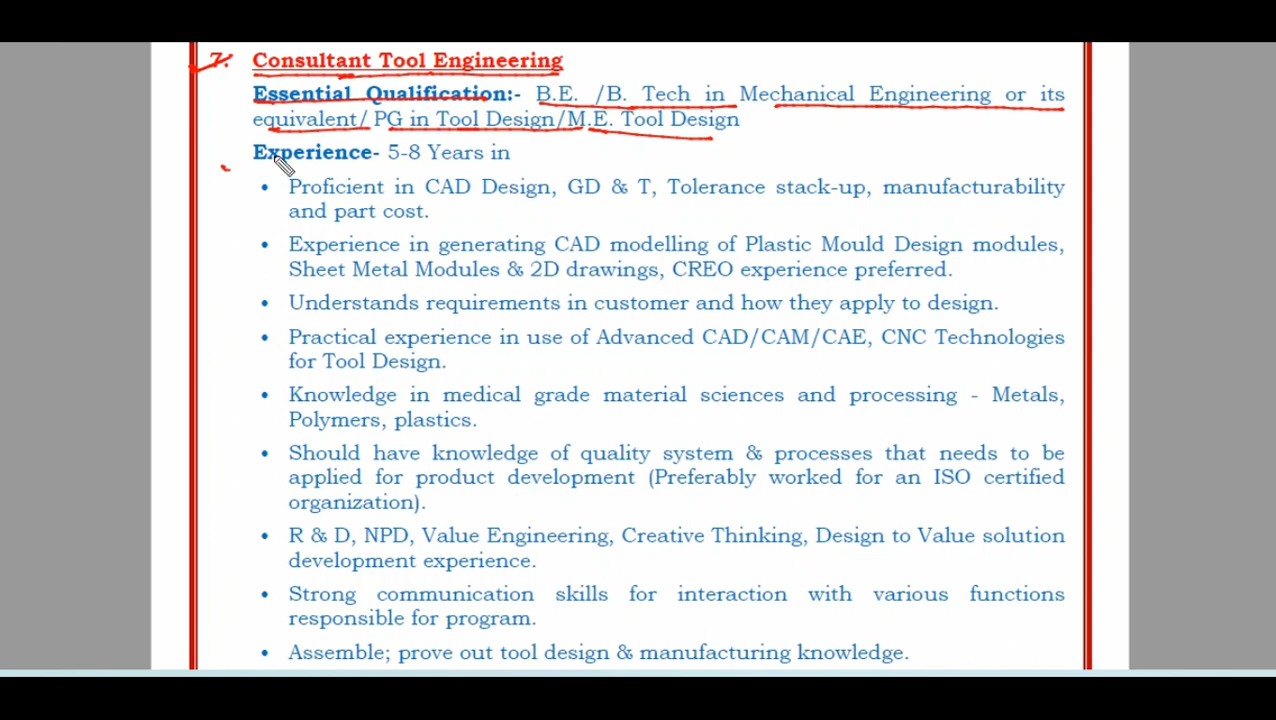 7. Consultant Tool Engineering
Essential Qualification:- B.E. /B. Tech in Mechanical Engineering or its
equivalent/ PG in Tool Design/M.E. Tool Design
Experience- 5-8 Years in
• Proficient in CAD Design, GD & T, Tolerance stack-up, manufacturability
and part cost.
• Experience in generating CAD modelling of Plastic Mould Design modules,
Sheet Metal Modules & 2D drawings, CREO experience preferred.
• Understands requirements in customer and how they apply to design.
• Practical experience in use of Advanced CAD/CAM/CAE, CNC Technologies
for Tool Design.
• Knowledge in medical grade material sciences and processing - Metals,
Polymers, plastics.
• Should have knowledge of quality system & processes that needs to be
applied for product development (Preferably worked for an ISO certified
organization).
• R & D, NPD, Value Engineering, Creative Thinking, Design to Value solution
development experience.
• Strong communication skills for interaction with various functions
responsible for program.
• Assemble; prove out tool design & manufacturing knowledge.